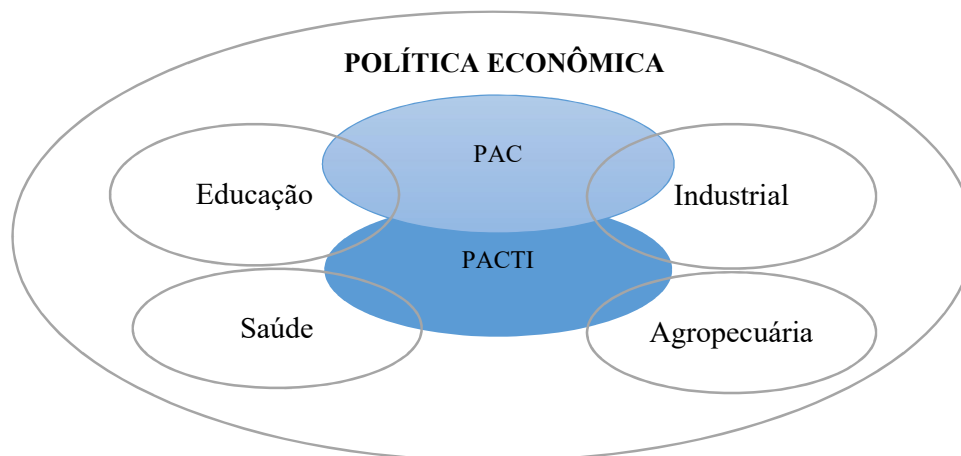 POLÍTICA ECONÔMICA
PAC
Educação
Industrial
PACTI
Saúde
Agropecuária